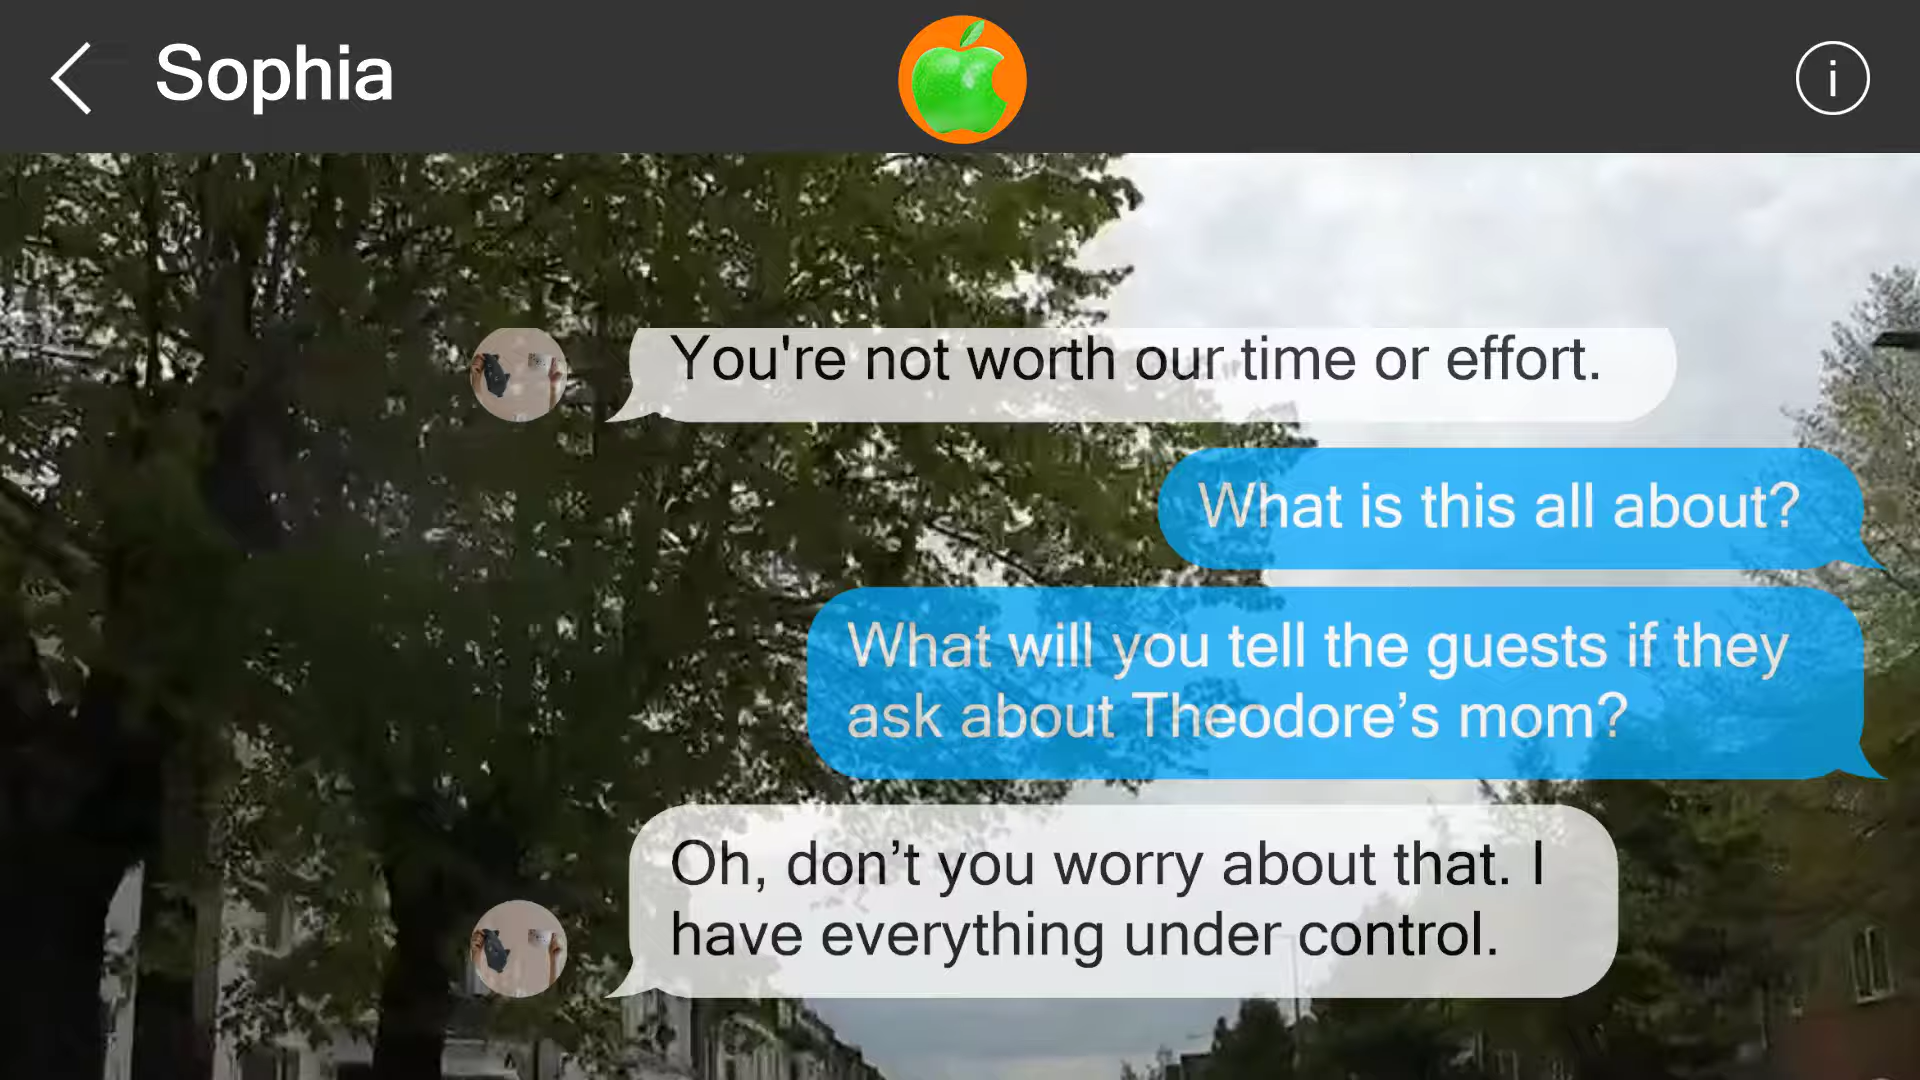 Sophia
i
You're not worth our time or effort.
What is this all about?
What will you tell the guests if they
ask about Theodore’s mom?
Oh, don’t you worry about that. I
have everything under control.